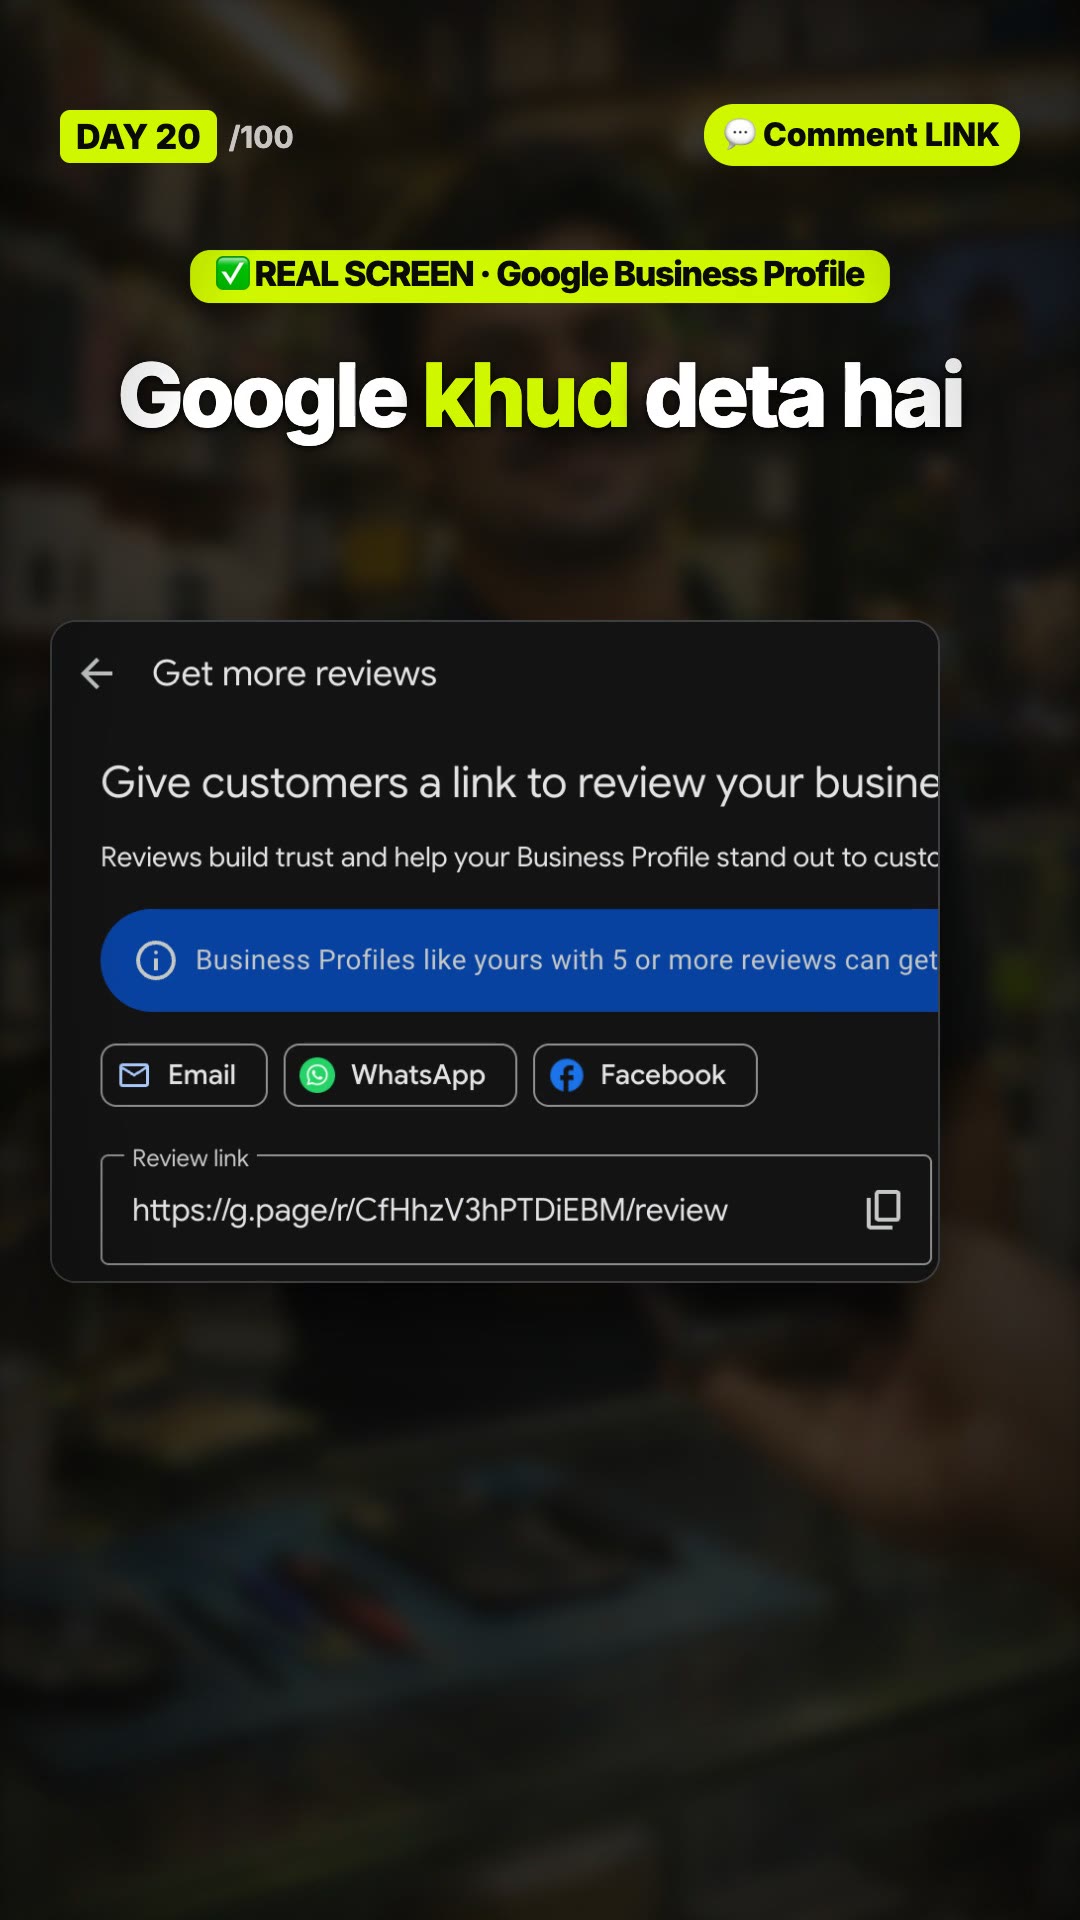 DAY 20 /100
💬 Comment LINK
✅ REAL SCREEN · Google Business Profile
Google khud deta hai
Get more reviews
Give customers a link to review your busine
Reviews build trust and help your Business Profile stand out to custo
Business Profiles like yours with 5 or more reviews can get
Email WhatsApp Facebook
Review link
https://g.page/r/CfHhzV3hPTDiEBM/review